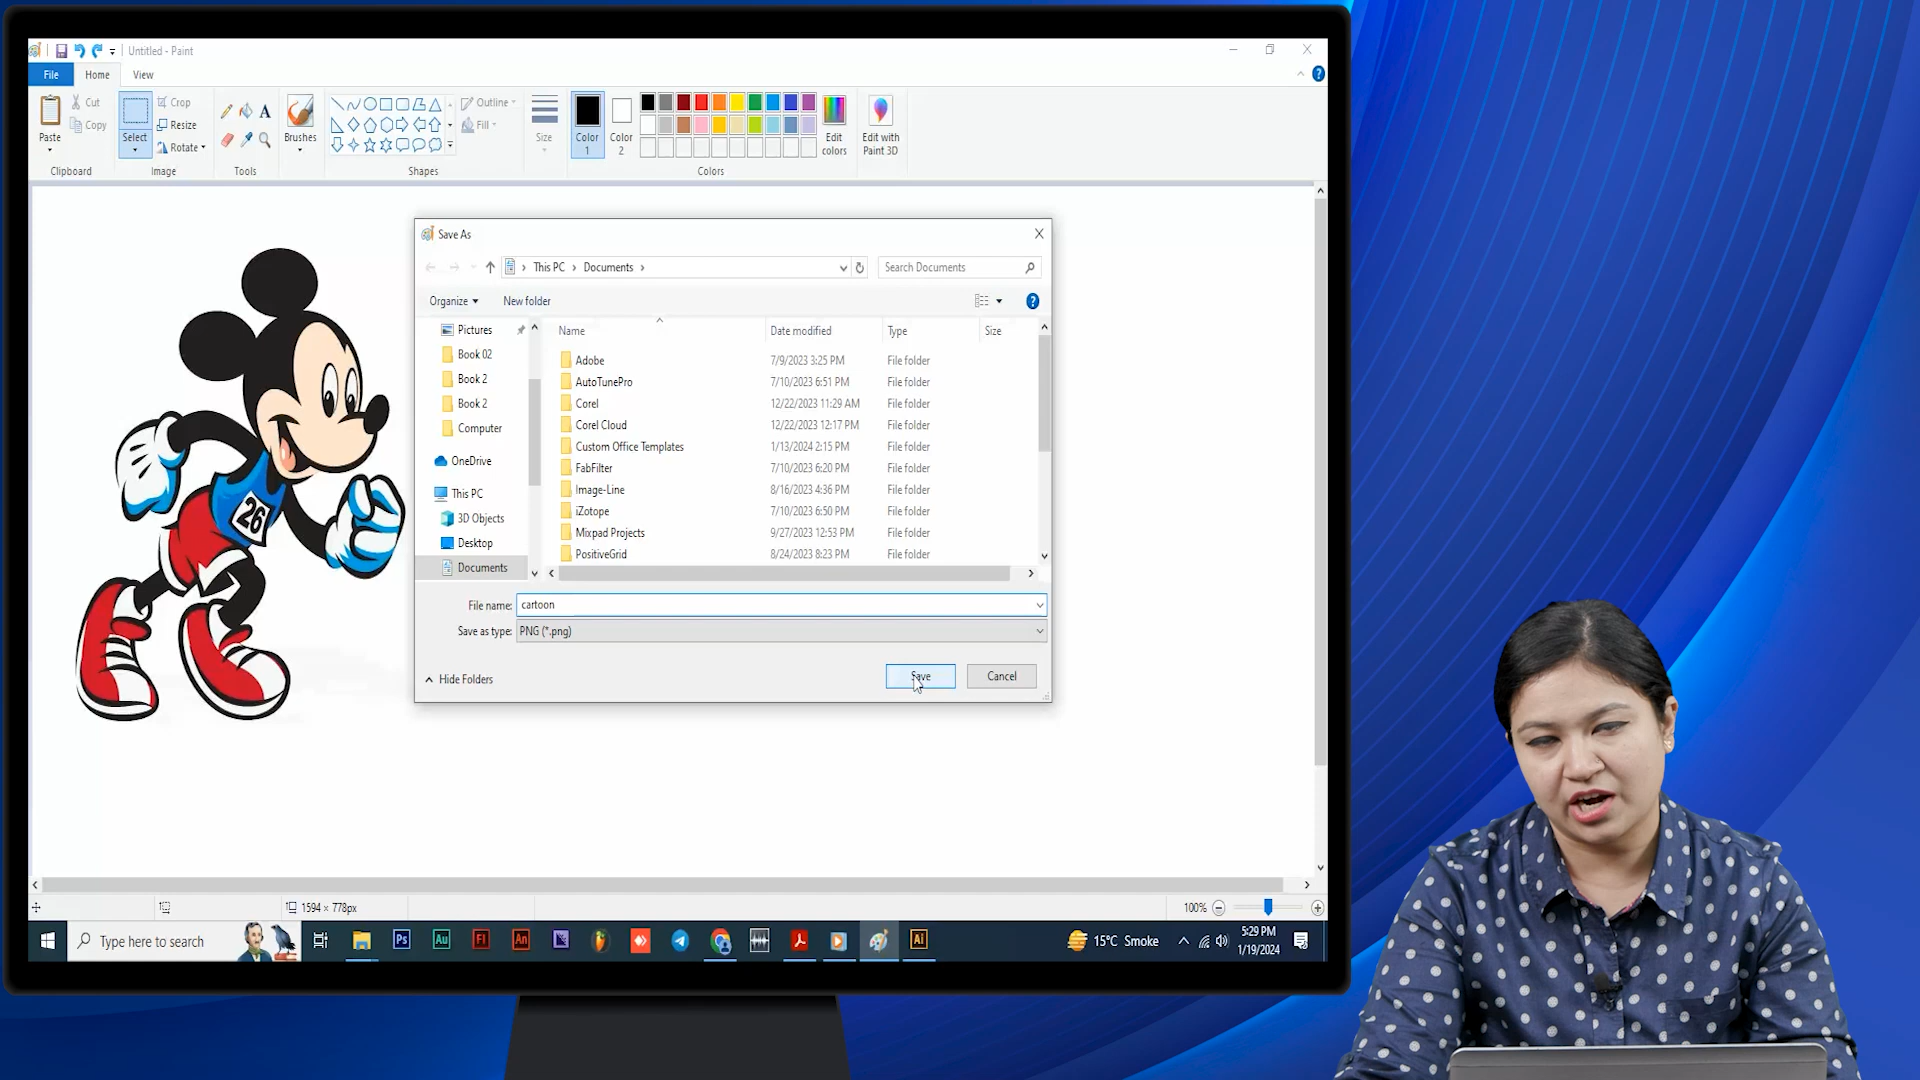 Untitled - Paint
File Home View
Paste
Cut
Copy
Clipboard
Select
Crop
Resize
Rotate
Image
A
Tools
Brushes
Shapes
Outline
Fill
Size
Color 1
Color 2
Edit colors
Colors
Edit with Paint 3D
Save As
This PC › Documents ›
Search Documents
Organize
New folder
Pictures
Book 02
Book 2
Book 2
Computer
OneDrive
This PC
3D Objects
Desktop
Documents
Name Date modified Type Size
Adobe 7/9/2023 3:25 PM File folder
AutoTunePro 7/10/2023 6:51 PM File folder
Corel 12/22/2023 11:29 AM File folder
Corel Cloud 12/22/2023 12:17 PM File folder
Custom Office Templates 1/13/2024 2:15 PM File folder
FabFilter 7/10/2023 6:20 PM File folder
Image-Line 8/16/2023 4:36 PM File folder
iZotope 7/10/2023 6:50 PM File folder
Mixpad Projects 9/27/2023 12:53 PM File folder
PositiveGrid 8/24/2023 8:23 PM File folder
File name: cartoon
Save as type: PNG (*.png)
Hide Folders
Save
Cancel
26
1594 × 778px
100%
Type here to search
Ps
Au
Fl
An
Ai
15°C Smoke
5:29 PM
1/19/2024